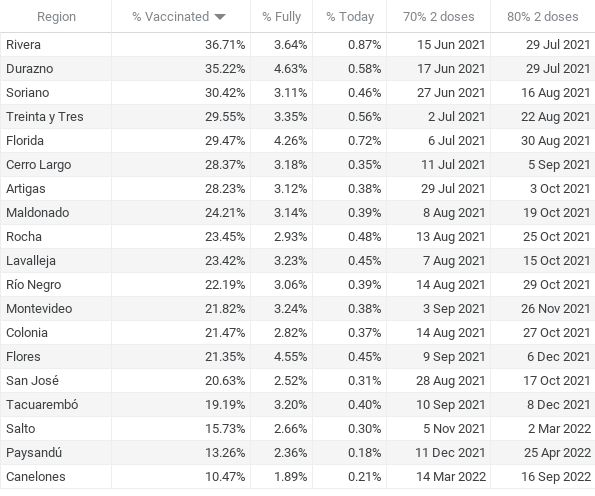 Region % Vaccinated % Fully % Today 70% 2 doses 80% 2 doses
Rivera 36.71% 3.64% 0.87% 15 Jun 2021 29 Jul 2021
Durazno 35.22% 4.63% 0.58% 17 Jun 2021 29 Jul 2021
Soriano 30.42% 3.11% 0.46% 27 Jun 2021 16 Aug 2021
Treinta y Tres 29.55% 3.35% 0.56% 2 Jul 2021 22 Aug 2021
Florida 29.47% 4.26% 0.72% 6 Jul 2021 30 Aug 2021
Cerro Largo 28.37% 3.18% 0.35% 11 Jul 2021 5 Sep 2021
Artigas 28.23% 3.12% 0.38% 29 Jul 2021 3 Oct 2021
Maldonado 24.21% 3.14% 0.39% 8 Aug 2021 19 Oct 2021
Rocha 23.45% 2.93% 0.48% 13 Aug 2021 25 Oct 2021
Lavalleja 23.42% 3.23% 0.45% 7 Aug 2021 15 Oct 2021
Río Negro 22.19% 3.06% 0.39% 14 Aug 2021 29 Oct 2021
Montevideo 21.82% 3.24% 0.38% 3 Sep 2021 26 Nov 2021
Colonia 21.47% 2.82% 0.37% 14 Aug 2021 27 Oct 2021
Flores 21.35% 4.55% 0.45% 9 Sep 2021 6 Dec 2021
San José 20.63% 2.52% 0.31% 28 Aug 2021 17 Oct 2021
Tacuarembó 19.19% 3.20% 0.40% 10 Sep 2021 8 Dec 2021
Salto 15.73% 2.66% 0.30% 5 Nov 2021 2 Mar 2022
Paysandú 13.26% 2.36% 0.18% 11 Dec 2021 25 Apr 2022
Canelones 10.47% 1.89% 0.21% 14 Mar 2022 16 Sep 2022